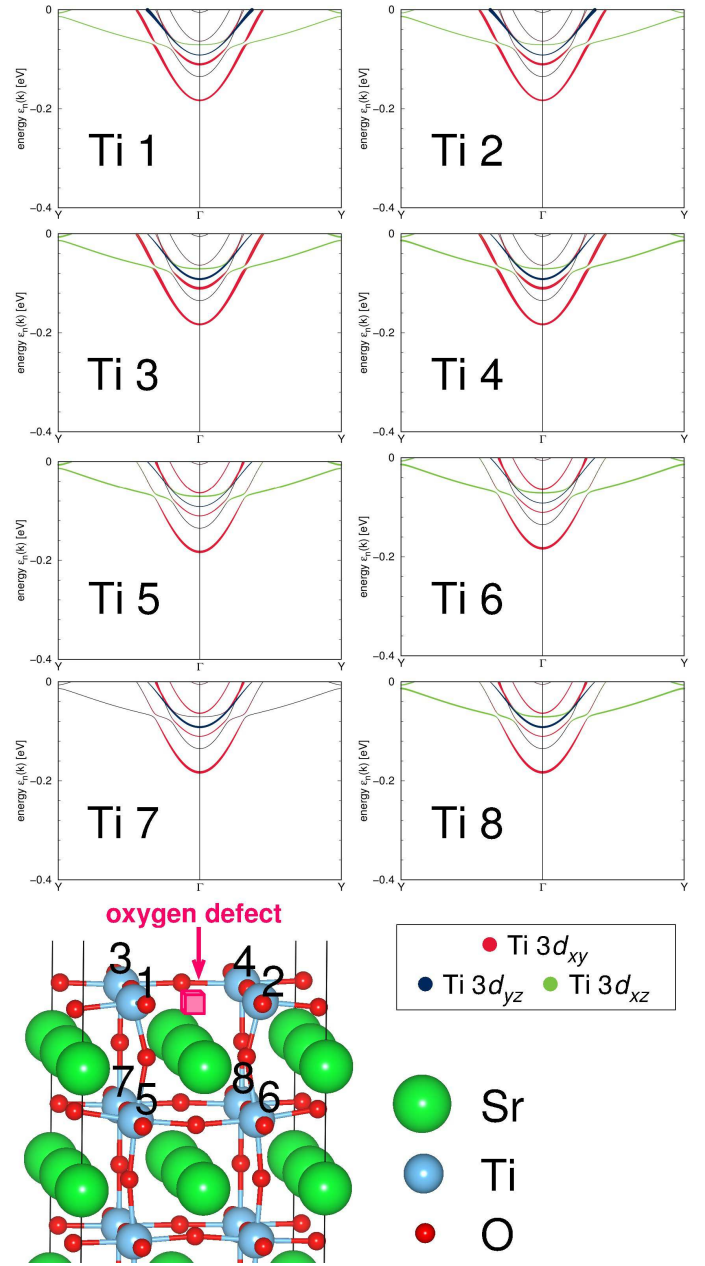 0
0
−0.2
−0.2
−0.4
−0.4
energy εn(k) [eV]
energy εn(k) [eV]
Ti 1
Ti 2
Y Γ Y
Y Γ Y
0
0
−0.2
−0.2
−0.4
−0.4
energy εn(k) [eV]
energy εn(k) [eV]
Ti 3
Ti 4
Y Γ Y
Y Γ Y
0
0
−0.2
−0.2
−0.4
−0.4
energy εn(k) [eV]
energy εn(k) [eV]
Ti 5
Ti 6
Y Γ Y
Y Γ Y
0
0
−0.2
−0.2
−0.4
−0.4
energy εn(k) [eV]
energy εn(k) [eV]
Ti 7
Ti 8
Y Γ Y
Y Γ Y
oxygen defect
3
4
1
2
7
8
5
6
Ti 3dxy
Ti 3dyz
Ti 3dxz
Sr
Ti
O